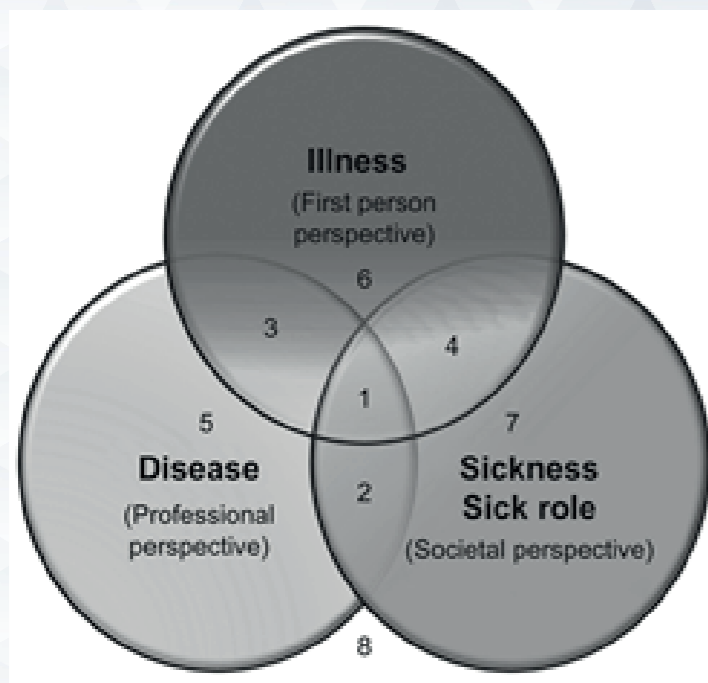 Illness
(First person
perspective)
6
3
4
1
5
7
Disease
(Professional
perspective)
2
Sickness
Sick role
(Societal perspective)
8